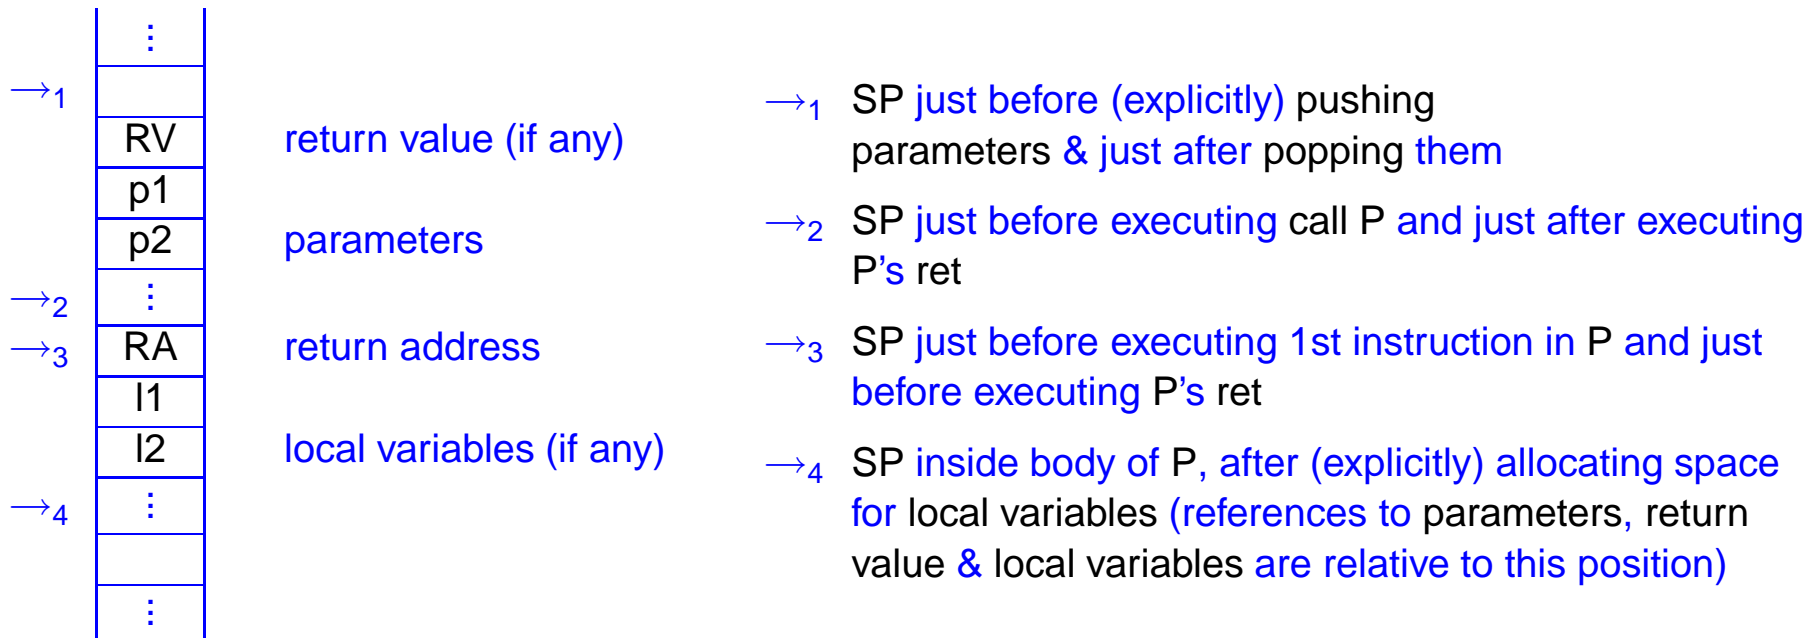 ⋮
→1
RV return value (if any)
p1
p2 parameters
→2 ⋮
→3 RA return address
l1
l2 local variables (if any)
→4 ⋮
⋮
→1 SP just before (explicitly) pushing
parameters & just after popping them
→2 SP just before executing call P and just after executing
P's ret
→3 SP just before executing 1st instruction in P and just
before executing P's ret
→4 SP inside body of P, after (explicitly) allocating space
for local variables (references to parameters, return
value & local variables are relative to this position)